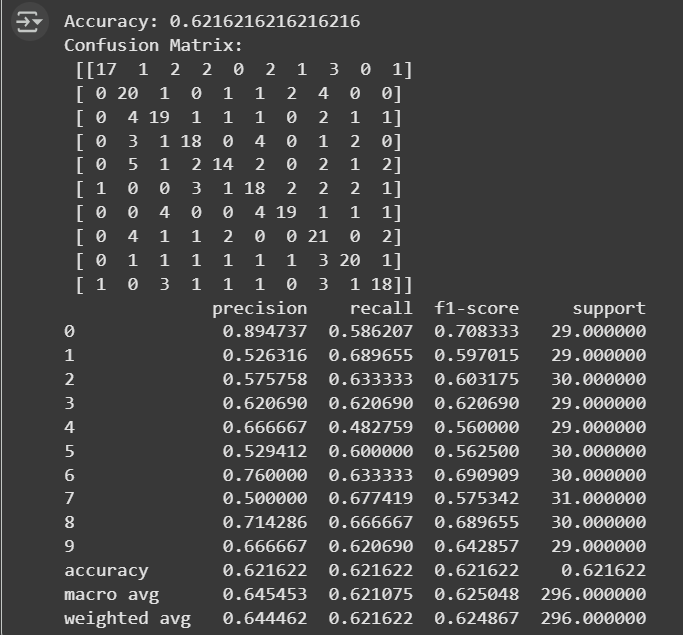 Accuracy: 0.6216216216216216
Confusion Matrix:
[[17 1 2 2 0 2 1 3 0 1]
[ 0 20 1 0 1 1 2 4 0 0]
[ 0 4 19 1 1 1 0 2 1 1]
[ 0 3 1 18 0 4 0 1 2 0]
[ 0 5 1 2 14 2 0 2 1 2]
[ 1 0 0 3 1 18 2 2 2 1]
[ 0 0 4 0 0 4 19 1 1 1]
[ 0 4 1 1 2 0 0 21 0 2]
[ 0 1 1 1 1 1 1 3 20 1]
[ 1 0 3 1 1 1 0 3 1 18]]
precision recall f1-score support
0 0.894737 0.586207 0.708333 29.000000
1 0.526316 0.689655 0.597015 29.000000
2 0.575758 0.633333 0.603175 30.000000
3 0.620690 0.620690 0.620690 29.000000
4 0.666667 0.482759 0.560000 29.000000
5 0.529412 0.600000 0.562500 30.000000
6 0.760000 0.633333 0.690909 30.000000
7 0.500000 0.677419 0.575342 31.000000
8 0.714286 0.666667 0.689655 30.000000
9 0.666667 0.620690 0.642857 29.000000
accuracy 0.621622 0.621622 0.621622 0.621622
macro avg 0.645453 0.621075 0.625048 296.000000
weighted avg 0.644462 0.621622 0.624867 296.000000